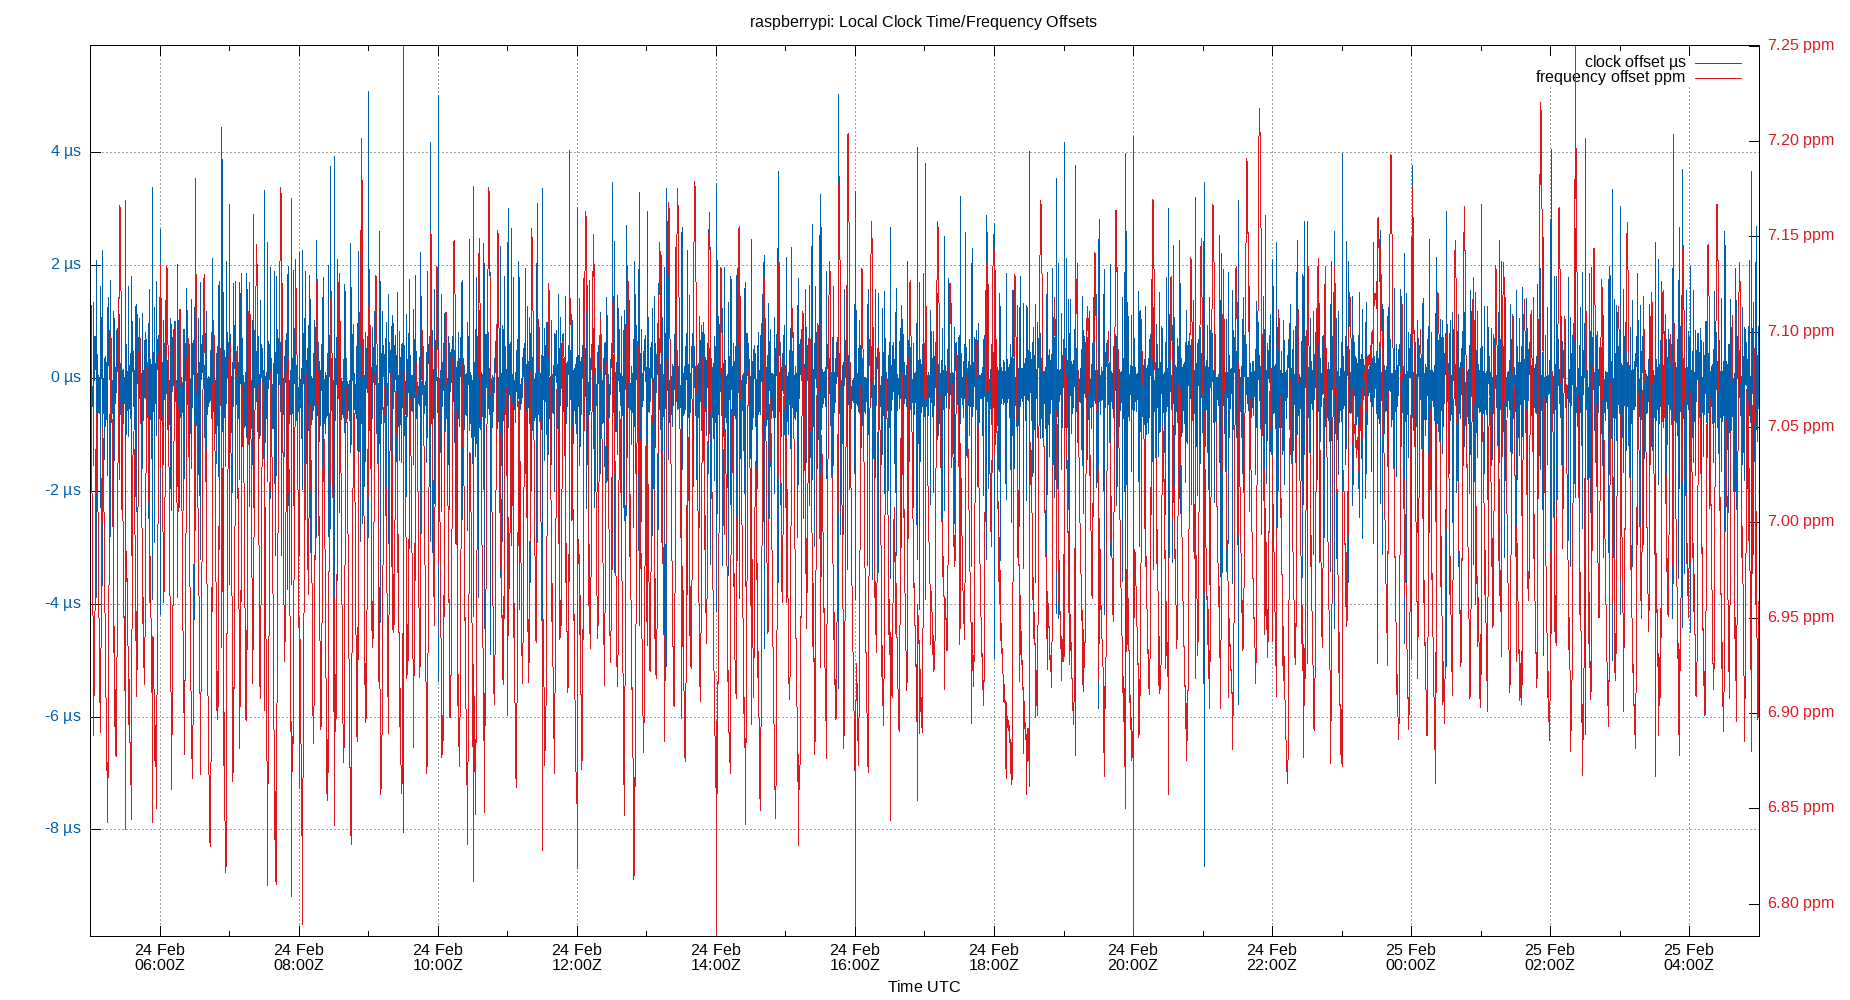 raspberrypi: Local Clock Time/Frequency Offsets
7.25 ppm
clock offset µs
frequency offset ppm
4 µs
7.20 ppm
7.15 ppm
2 µs
7.10 ppm
0 µs
7.05 ppm
-2 µs
7.00 ppm
-4 µs
6.95 ppm
-6 µs
6.90 ppm
-8 µs
6.85 ppm
6.80 ppm
24 Feb 24 Feb 24 Feb 24 Feb 24 Feb 24 Feb 24 Feb 24 Feb 24 Feb 25 Feb 25 Feb 25 Feb
06:00Z 08:00Z 10:00Z 12:00Z 14:00Z 16:00Z 18:00Z 20:00Z 22:00Z 00:00Z 02:00Z 04:00Z
Time UTC